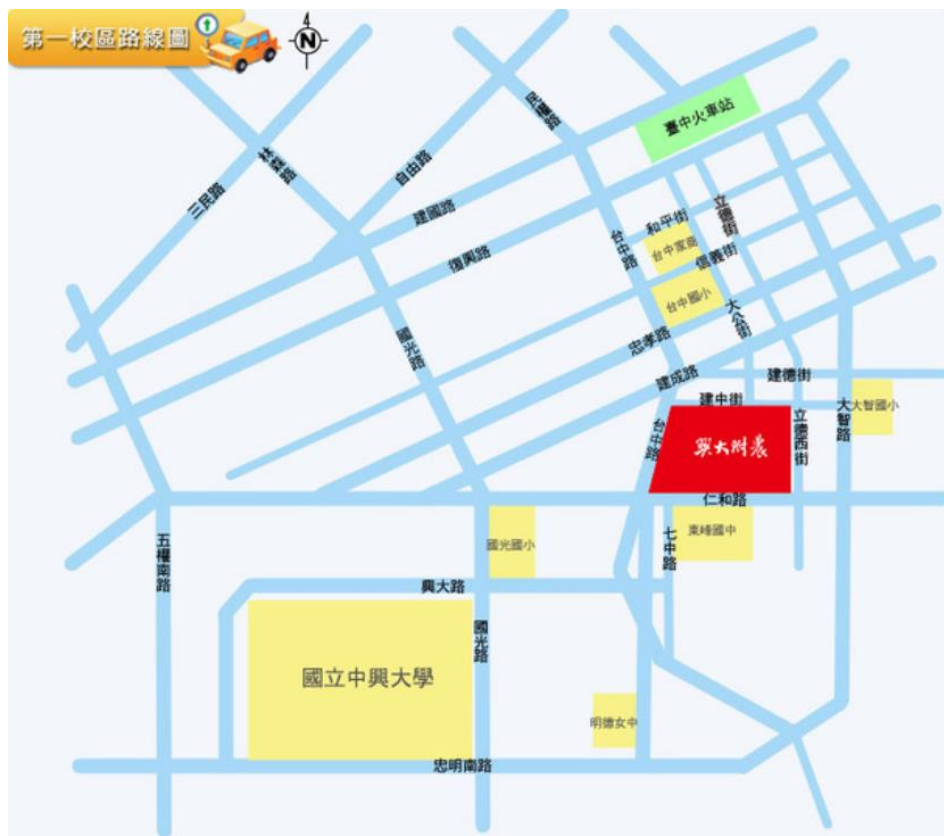 第一校區路線圖
4
N
臺中火車站
民權路
林森路
自由路
三民路
建國路
立德街
和平街
台中路
復興路
台中家商
信義街
台中國小
大公街
國光路
忠孝路
建成路
建德街
建中街
大智路
大智國小
台中路
興大附農
立德西街
仁和路
五權南路
國光國小
七中路
東峰國中
興大路
國光路
國立中興大學
明德女中
忠明南路